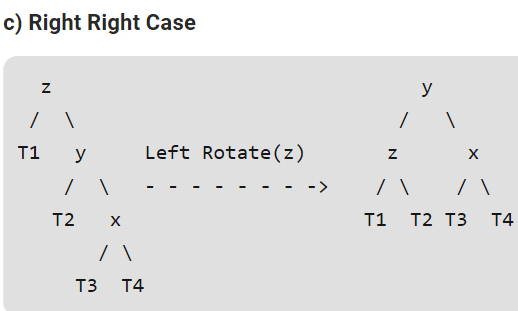 c) Right Right Case
z                                y
/  \                            /   \
T1   y     Left Rotate(z)       z      x
/  \   - - - - - - - ->    / \    / \
T2   x                     T1  T2 T3  T4
/ \
T3  T4